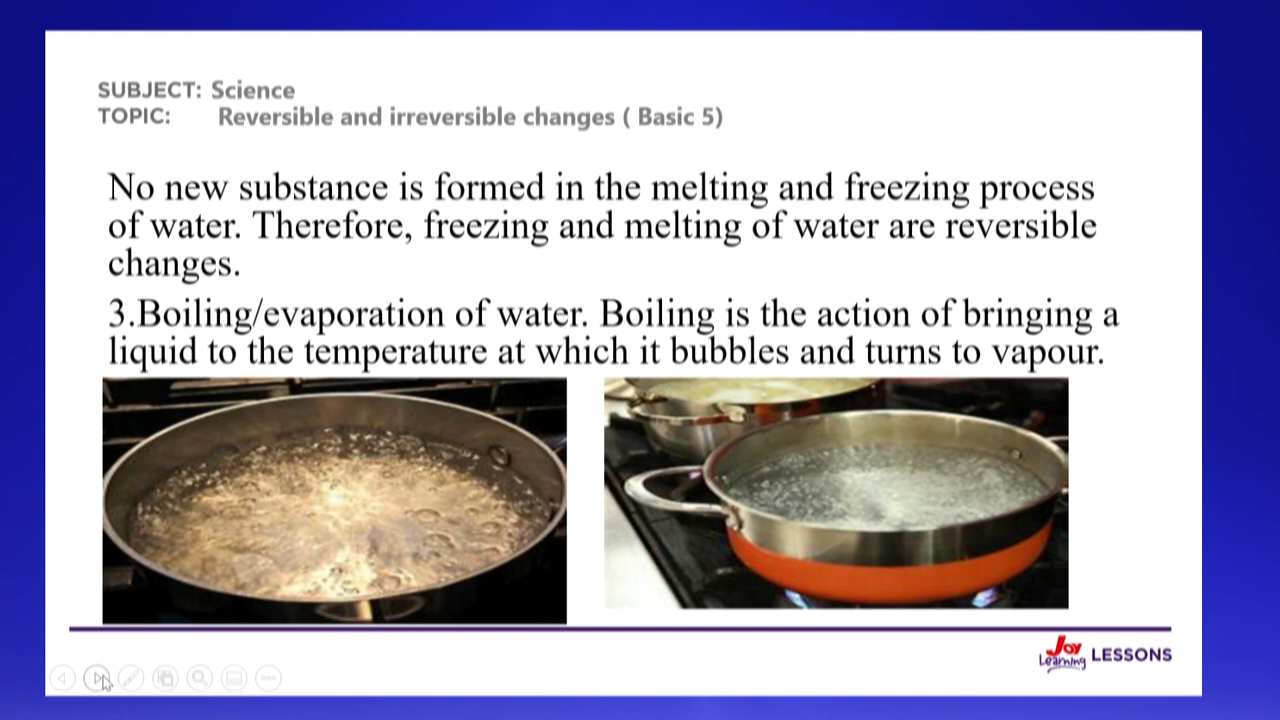 SUBJECT: Science
TOPIC: Reversible and irreversible changes ( Basic 5)
No new substance is formed in the melting and freezing process
of water. Therefore, freezing and melting of water are reversible
changes.
3.Boiling/evaporation of water. Boiling is the action of bringing a
liquid to the temperature at which it bubbles and turns to vapour.
Joy
Learning LESSONS